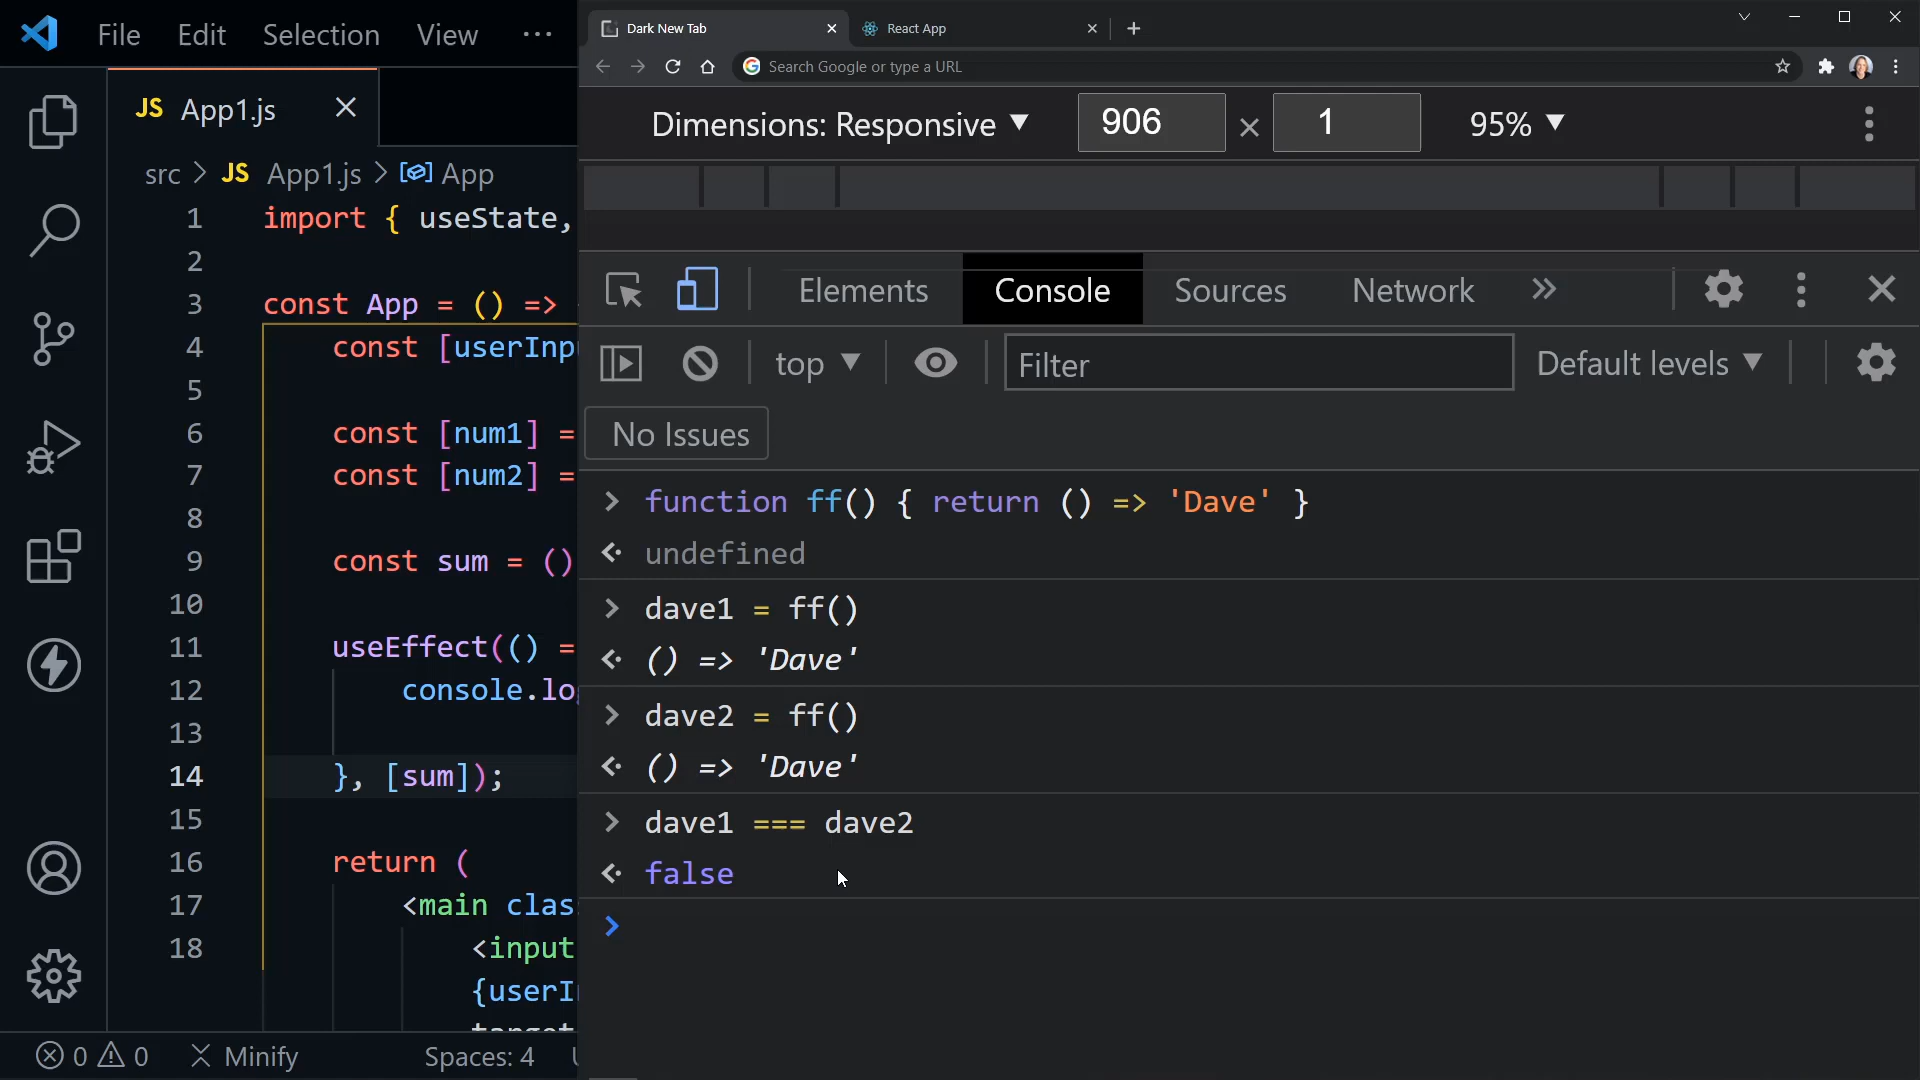 File Edit Selection View ···
JS App1.js
src > JS App1.js > App
1 import { useState,
2
3 const App = () =>
4 const [userInp
5
6 const [num1] =
7 const [num2] =
8
9 const sum = ()
10
11 useEffect(() =
12 console.lo
13
14 }, [sum]);
15
16 return (
17 <main clas
18 <input
{userI
0 0 Minify Spaces: 4
Dark New Tab React App
Search Google or type a URL
Dimensions: Responsive 906 × 1 95%
Elements Console Sources Network »
top Filter Default levels
No Issues
> function ff() { return () => 'Dave' }
undefined
> dave1 = ff()
() => 'Dave'
> dave2 = ff()
() => 'Dave'
> dave1 === dave2
false
>